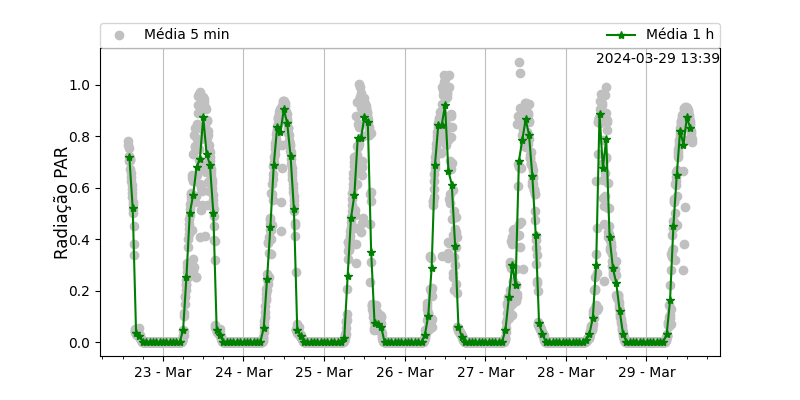 Média 5 min
Média 1 h
2024-03-29 13:39
Radiação PAR
1.0
0.8
0.6
0.4
0.2
0.0
23 - Mar
24 - Mar
25 - Mar
26 - Mar
27 - Mar
28 - Mar
29 - Mar